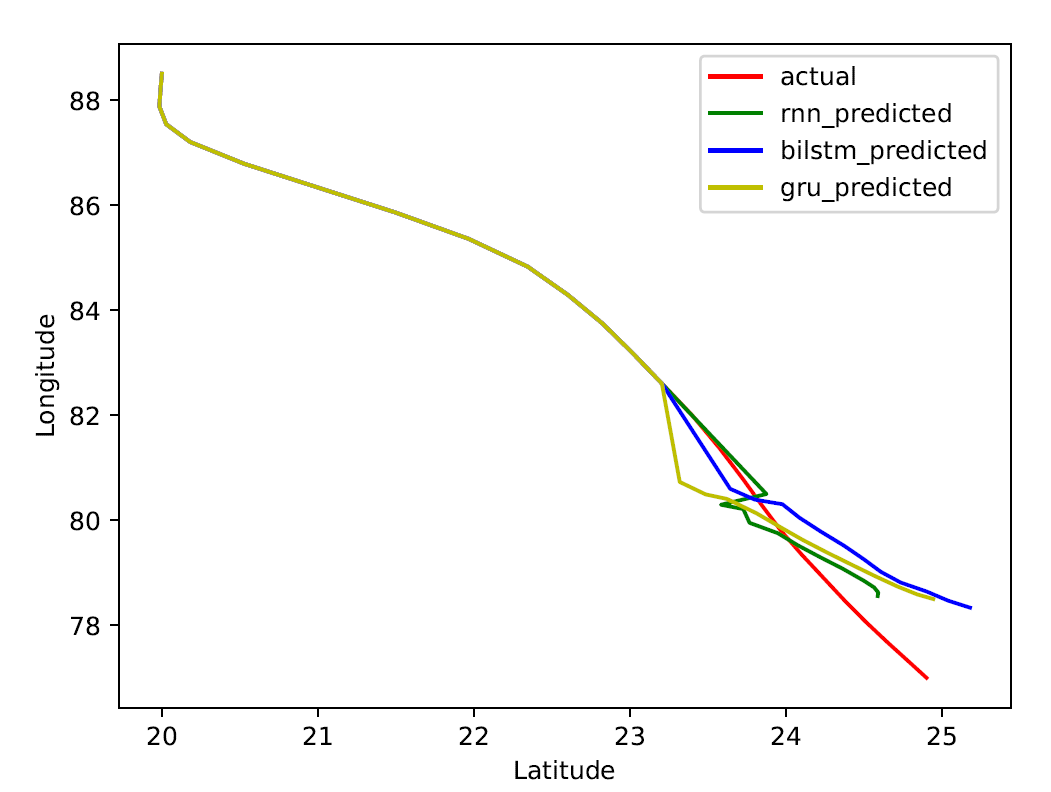 actual
rnn_predicted
bilstm_predicted
gru_predicted
88
86
84
82
80
78
Longitude
20 21 22 23 24 25
Latitude